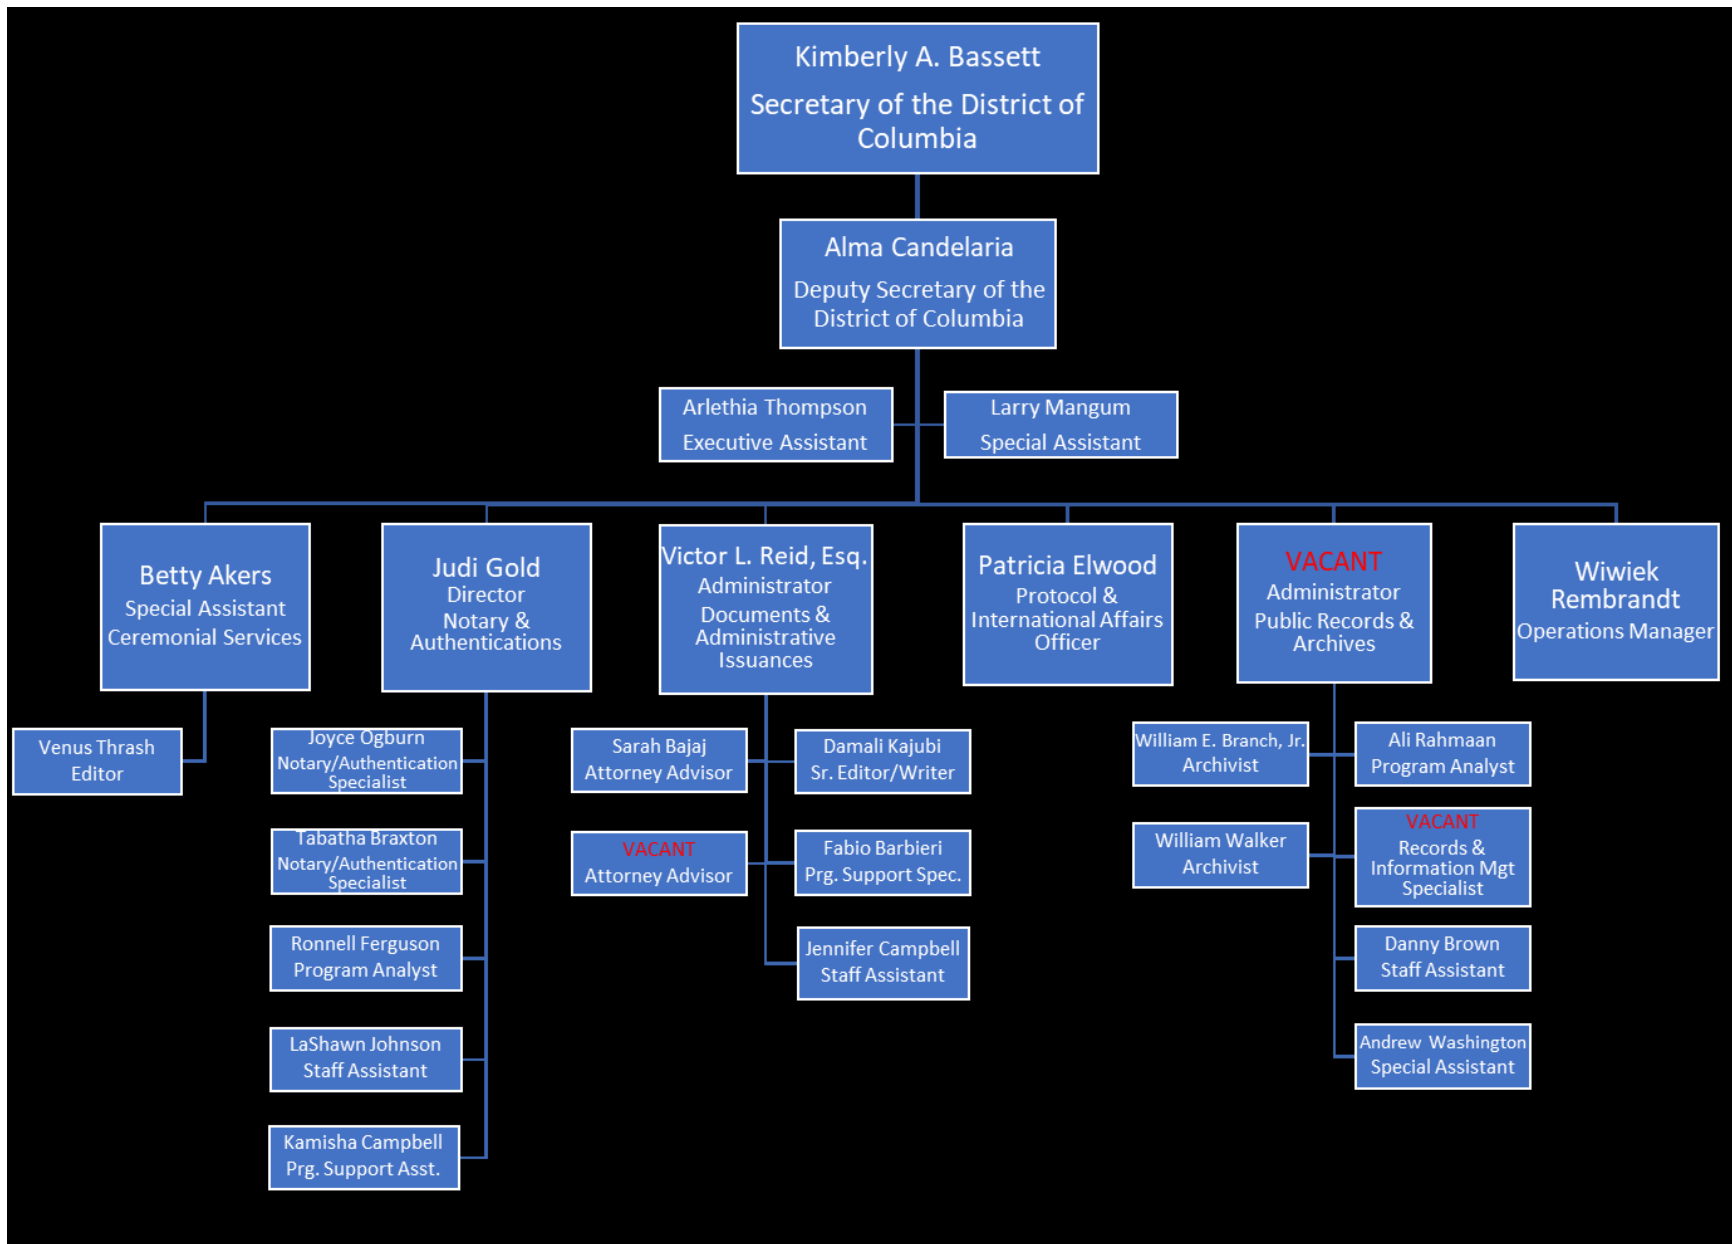 Kimberly A. Bassett
Secretary of the District of
Columbia
Alma Candelaria
Deputy Secretary of the
District of Columbia
Arlethia Thompson
Executive Assistant
Larry Mangum
Special Assistant
Betty Akers
Special Assistant
Ceremonial Services
Judi Gold
Director
Notary &
Authentications
Victor L. Reid, Esq.
Administrator
Documents &
Administrative
Issuances
Patricia Elwood
Protocol &
International Affairs
Officer
VACANT
Administrator
Public Records &
Archives
Wiwiek
Rembrandt
Operations Manager
Venus Thrash
Editor
Joyce Ogburn
Notary/Authentication
Specialist
Tabatha Braxton
Notary/Authentication
Specialist
Ronnell Ferguson
Program Analyst
LaShawn Johnson
Staff Assistant
Kamisha Campbell
Prg. Support Asst.
Sarah Bajaj
Attorney Advisor
Damali Kajubi
Sr. Editor/Writer
VACANT
Attorney Advisor
Fabio Barbieri
Prg. Support Spec.
Jennifer Campbell
Staff Assistant
William E. Branch, Jr.
Archivist
Ali Rahmaan
Program Analyst
William Walker
Archivist
VACANT
Records &
Information Mgt
Specialist
Danny Brown
Staff Assistant
Andrew Washington
Special Assistant